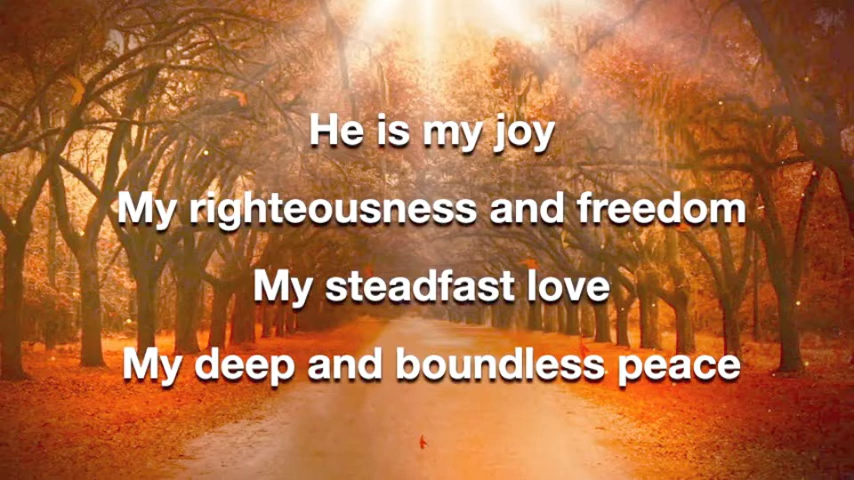 He is my joy
My righteousness and freedom
My steadfast love
My deep and boundless peace